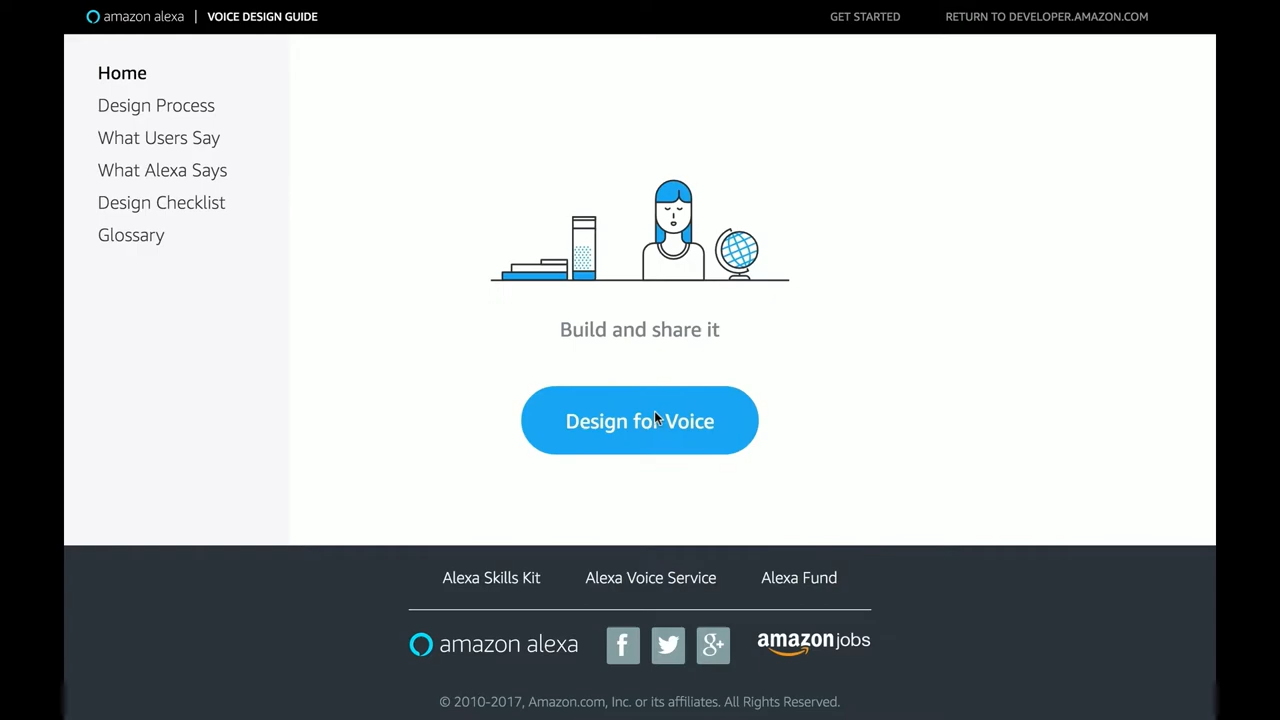 amazon alexa | VOICE DESIGN GUIDE GET STARTED RETURN TO DEVELOPER.AMAZON.COM
Home
Design Process
What Users Say
What Alexa Says
Design Checklist
Glossary
Build and share it
Design for Voice
Alexa Skills Kit Alexa Voice Service Alexa Fund
amazon alexa f g+ amazonjobs
© 2010-2017, Amazon.com, Inc. or its affiliates. All Rights Reserved.